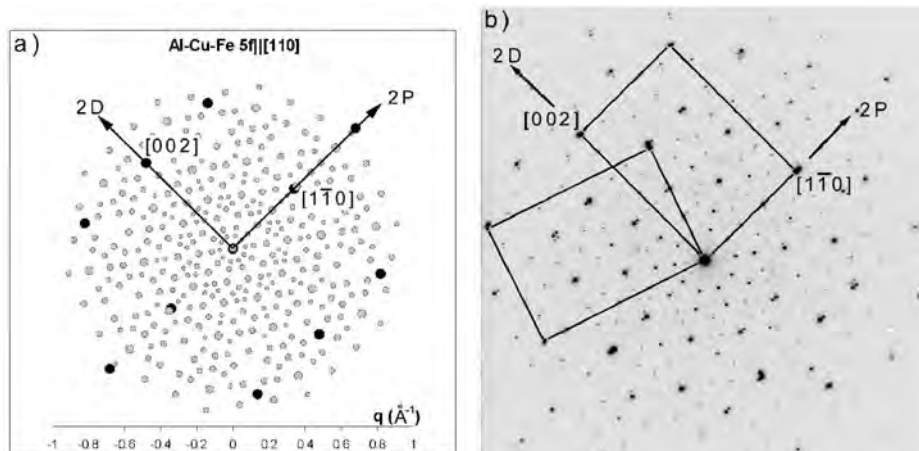 a)
Al-Cu-Fe 5f||[110]
2D
2P
[002]
[1̄10]
q (Å⁻¹)
-1 -0.8 -0.6 -0.4 -0.2 0 0.2 0.4 0.6 0.8 1
b)
2D
2P
[002]
[1̄10]